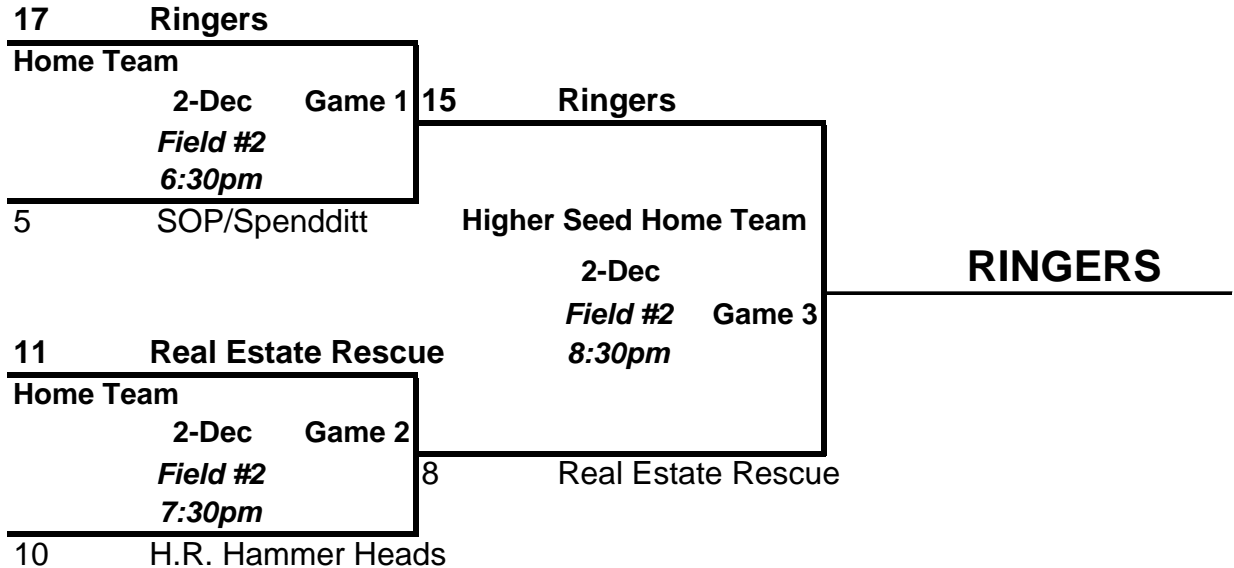 17 Ringers
Home Team
2-Dec Game 1
Field #2
6:30pm
5 SOP/Spendditt
15 Ringers
Higher Seed Home Team
2-Dec
Field #2 Game 3
8:30pm
RINGERS
11 Real Estate Rescue
Home Team
2-Dec Game 2
Field #2
7:30pm
10 H.R. Hammer Heads
8 Real Estate Rescue